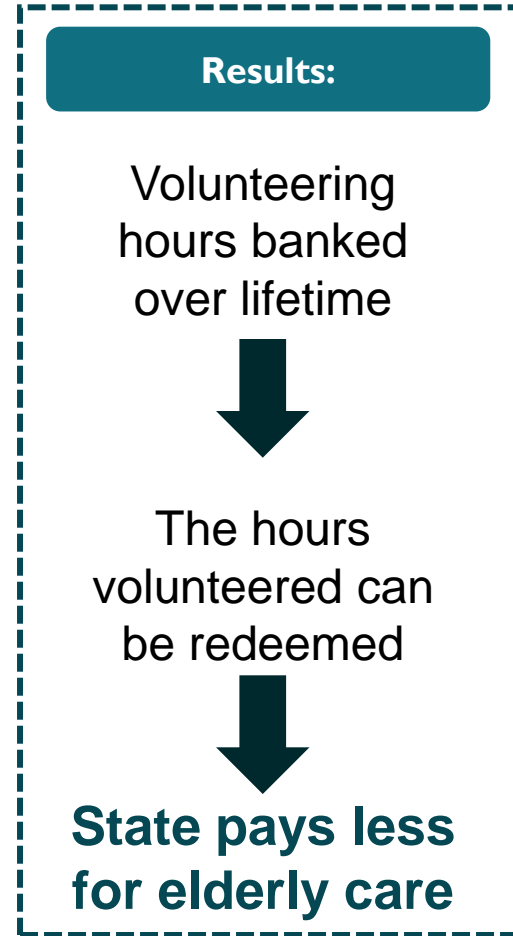 Results:
Volunteering
hours banked
over lifetime
The hours
volunteered can
be redeemed
State pays less
for elderly care